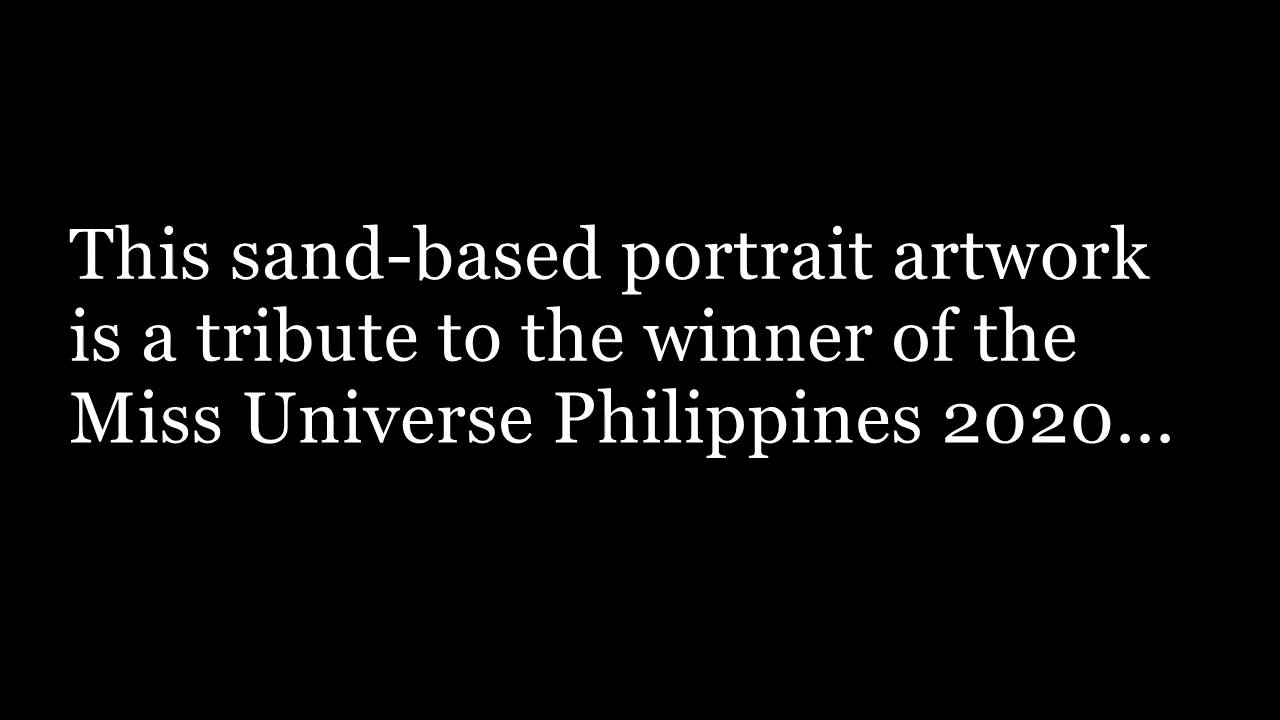 This sand-based portrait artwork
is a tribute to the winner of the
Miss Universe Philippines 2020...